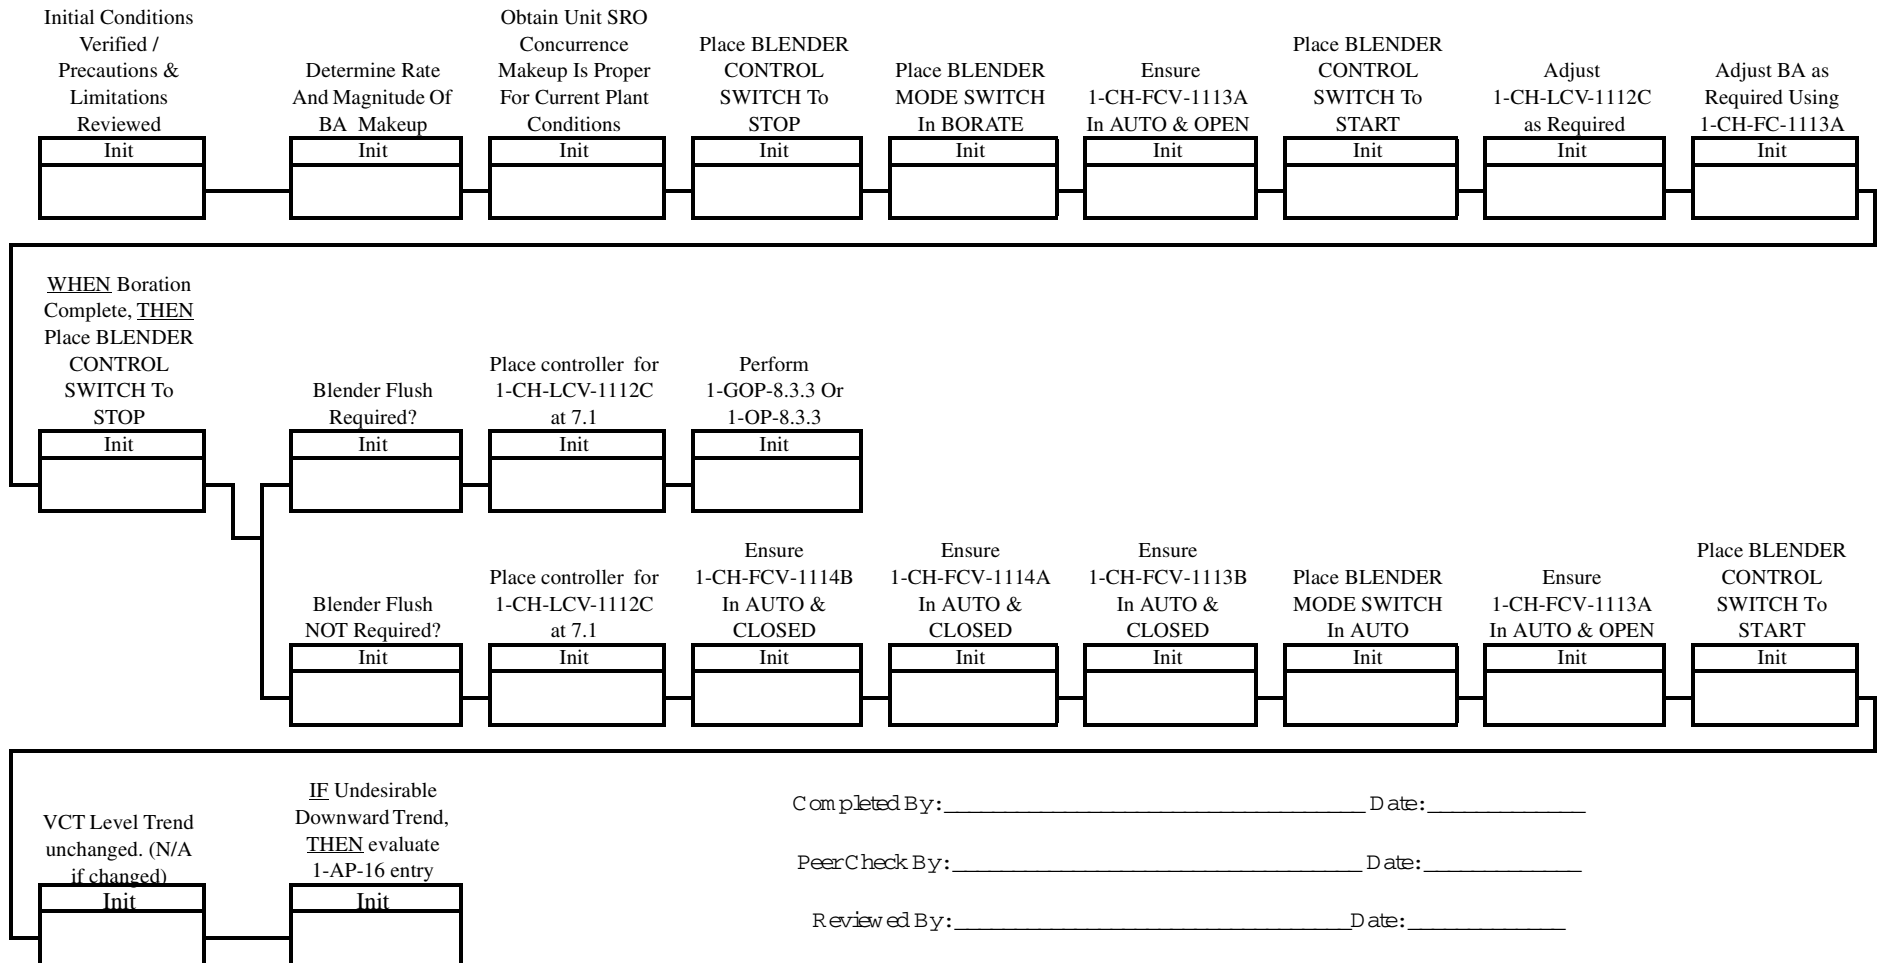 Initial Conditions
Verified /
Precautions &
Limitations
Reviewed
Init
Determine Rate
And Magnitude Of
BA Makeup
Init
Obtain Unit SRO
Concurrence
Makeup Is Proper
For Current Plant
Conditions
Init
Place BLENDER
CONTROL
SWITCH To
STOP
Init
Place BLENDER
MODE SWITCH
In BORATE
Init
Ensure
1-CH-FCV-1113A
In AUTO & OPEN
Init
Place BLENDER
CONTROL
SWITCH To
START
Init
Adjust
1-CH-LCV-1112C
as Required
Init
Adjust BA as
Required Using
1-CH-FC-1113A
Init
WHEN Boration
Complete, THEN
Place BLENDER
CONTROL
SWITCH To
STOP
Init
Blender Flush
Required?
Init
Place controller for
1-CH-LCV-1112C
at 7.1
Init
Perform
1-GOP-8.3.3 Or
1-OP-8.3.3
Init
Blender Flush
NOT Required?
Init
Place controller for
1-CH-LCV-1112C
at 7.1
Init
Ensure
1-CH-FCV-1114B
In AUTO &
CLOSED
Init
Ensure
1-CH-FCV-1114A
In AUTO &
CLOSED
Init
Ensure
1-CH-FCV-1113B
In AUTO &
CLOSED
Init
Place BLENDER
MODE SWITCH
In AUTO
Init
Ensure
1-CH-FCV-1113A
In AUTO & OPEN
Init
Place BLENDER
CONTROL
SWITCH To
START
Init
VCT Level Trend
unchanged. (N/A
if changed)
Init
IF Undesirable
Downward Trend,
THEN evaluate
1-AP-16 entry
Init
Completed By:__________________________________ Date:_____________
Peer Check By:_________________________________ Date:_____________
Reviewed By:________________________________Date:_____________